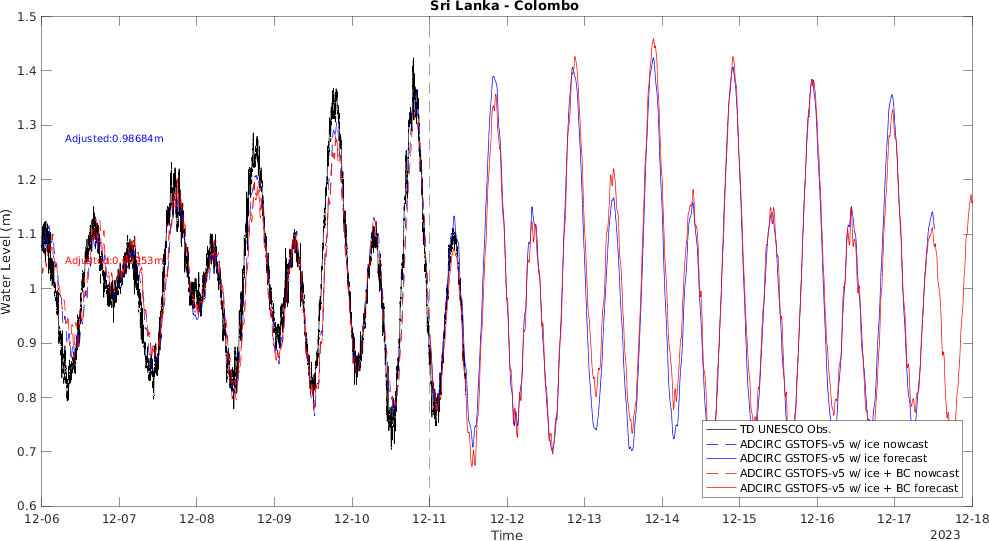 Sri Lanka - Colombo
1.5
1.4
1.3
1.2
1.1
1
0.9
0.8
0.7
0.6
Water Level (m)
Adjusted:0.98684m
TD UNESCO Obs.
ADCIRC GSTOFS-v5 w/ ice nowcast
ADCIRC GSTOFS-v5 w/ ice forecast
ADCIRC GSTOFS-v5 w/ ice + BC nowcast
ADCIRC GSTOFS-v5 w/ ice + BC forecast
12-06 12-07 12-08 12-09 12-10 12-11 12-12 12-13 12-14 12-15 12-16 12-17 12-18
Time
2023